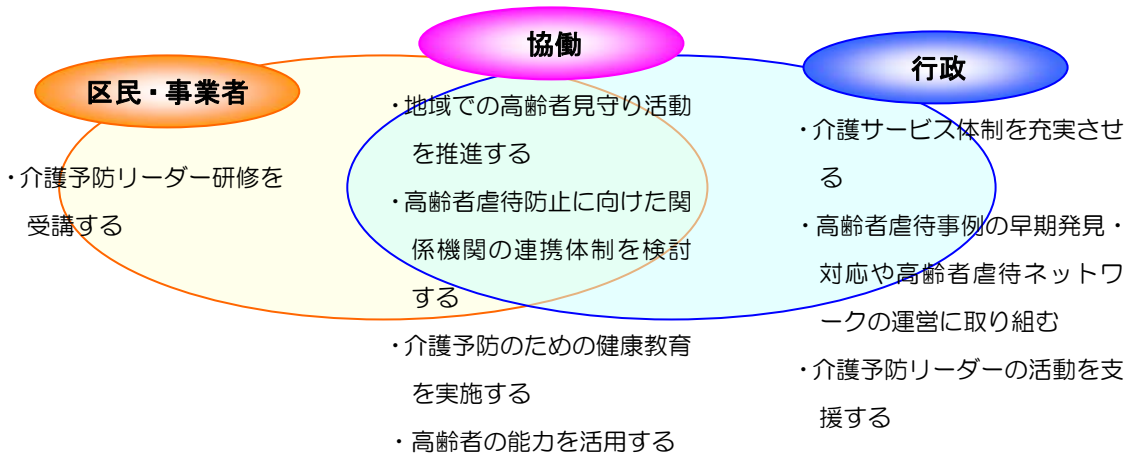 協働
区民・事業者
行政
・介護予防リーダー研修を
受講する
・地域での高齢者見守り活動
を推進する
・高齢者虐待防止に向けた関
係機関の連携体制を検討
する
・介護予防のための健康教育
を実施する
・高齢者の能力を活用する
・介護サービス体制を充実させ
る
・高齢者虐待事例の早期発見・
対応や高齢者虐待ネットワ
ークの運営に取り組む
・介護予防リーダーの活動を支
援する